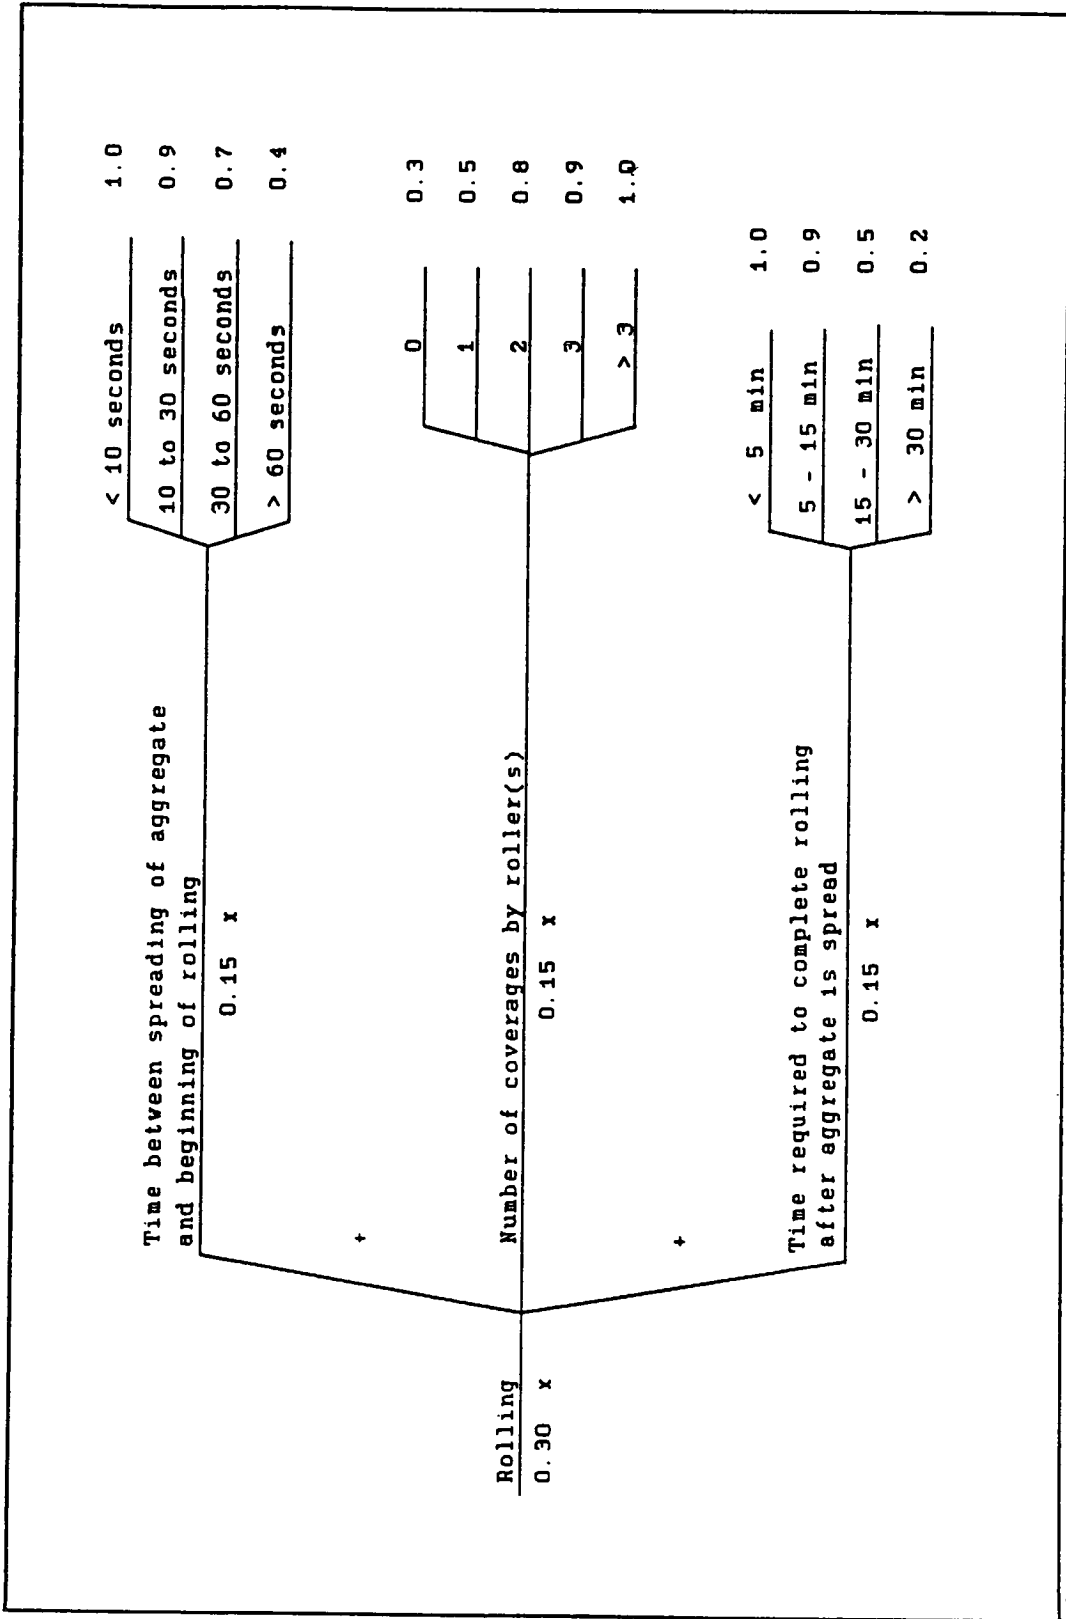 Time between spreading of aggregate
and beginning of rolling
0.15 x
< 10 seconds 1.0
10 to 30 seconds 0.9
30 to 60 seconds 0.7
> 60 seconds 0.4
+
Rolling
0.30 x
Number of coverages by roller(s)
0.15 x
0 0.3
1 0.5
2 0.8
3 0.9
> 3 1.0
+
Time required to complete rolling
after aggregate is spread
0.15 x
< 5 min 1.0
5 - 15 min 0.9
15 - 30 min 0.5
> 30 min 0.2